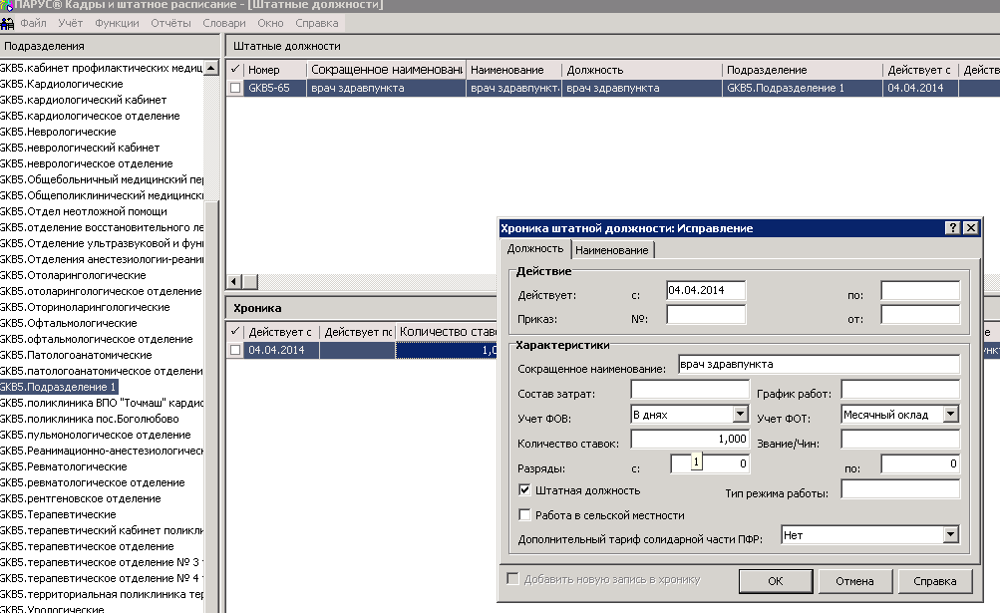 ПАРУС® Кадры и штатное расписание - [Штатные должности]
Файл Учёт Функции Отчёты Словари Окно Справка
Подразделения
GKB5.кабинет профилактических медиц
GKB5.Кардиологические
GKB5.кардиологический кабинет
GKB5.кардиологическое отделение
GKB5.Неврологические
GKB5.неврологический кабинет
GKB5.неврологическое отделение
GKB5.Общебольничный медицинский пер
GKB5.Общеполиклинический медицинск
GKB5.Отдел неотложной помощи
GKB5.отделение восстановительного ле
GKB5.Отделение ультразвуковой и фун
GKB5.Отделения анестезиологии-реани
GKB5.Отоларингологические
GKB5.отоларингологическое отделение
GKB5.Оториноларингологическое
GKB5.Офтальмологические
GKB5.офтальмологическое отделение
GKB5.Патологоанатомические
GKB5.патологоанатомическое отделени
GKB5.Подразделение 1
GKB5.поликлиника ВПО "Точмаш" кардис
GKB5.поликлиника пос.Боголюбово
GKB5.пульмонологическое отделение
GKB5.Реанимационно-анестезиологичес
GKB5.Ревматологические
GKB5.ревматологическое отделение
GKB5.рентгеновское отделение
GKB5.Терапевтические
GKB5.терапевтический кабинет поликли
GKB5.терапевтическое отделение
GKB5.терапевтическое отделение № 3
GKB5.терапевтическое отделение № 4
GKB5.территориальная поликлиника тер
GKB5.Урологические
Штатные должности
Номер Сокращенное наименовани Наименование Должность Подразделение Действует с Действ
GKB5-65 врач здравпункта врач здравпункт. врач здравпункта GKB5.Подразделение 1 04.04.2014
Хроника
Действует с Действует по Количество став
04.04.2014 1,0
Хроника штатной должности: Исправление
Должность Наименование
Действие
Действует: с: 04.04.2014 по:
Приказ: №: от:
Характеристики
Сокращенное наименование: врач здравпункта
Состав затрат: График работ:
Учет ФОВ: В днях Учет ФОТ: Месячный оклад
Количество ставок: 1,000 Звание/Чин:
Разряды: с: 1 0 по: 0
Штатная должность Тип режима работы:
Работа в сельской местности
Дополнительный тариф солидарной части ПФР: Нет
Добавить новую запись в хронику OK Отмена Справка